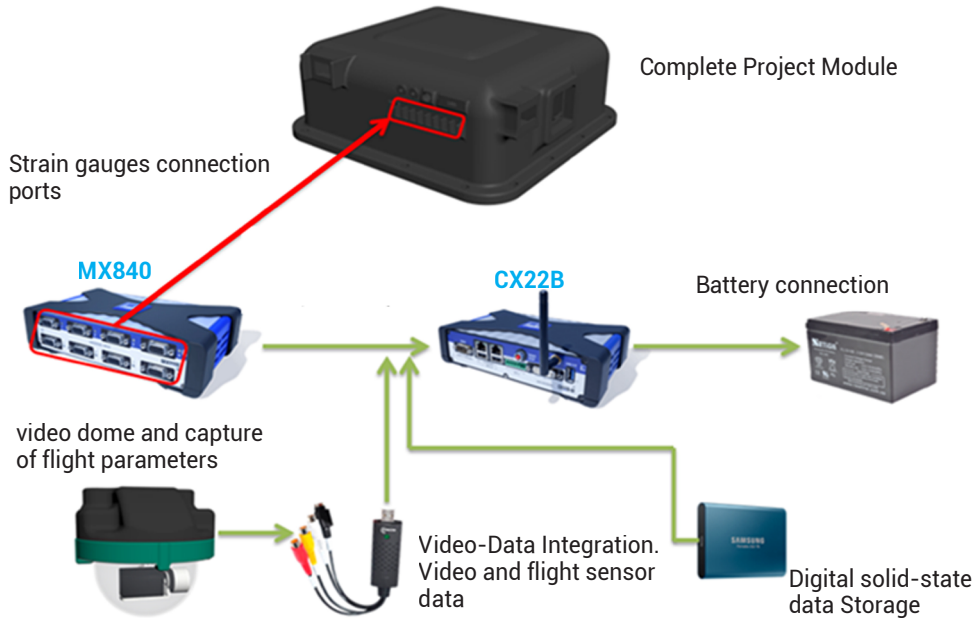 Complete Project Module
Strain gauges connection
ports
MX840
CX22B
Battery connection
video dome and capture
of flight parameters
Video-Data Integration.
Video and flight sensor
data
SAMSUNG
Digital solid-state
data Storage